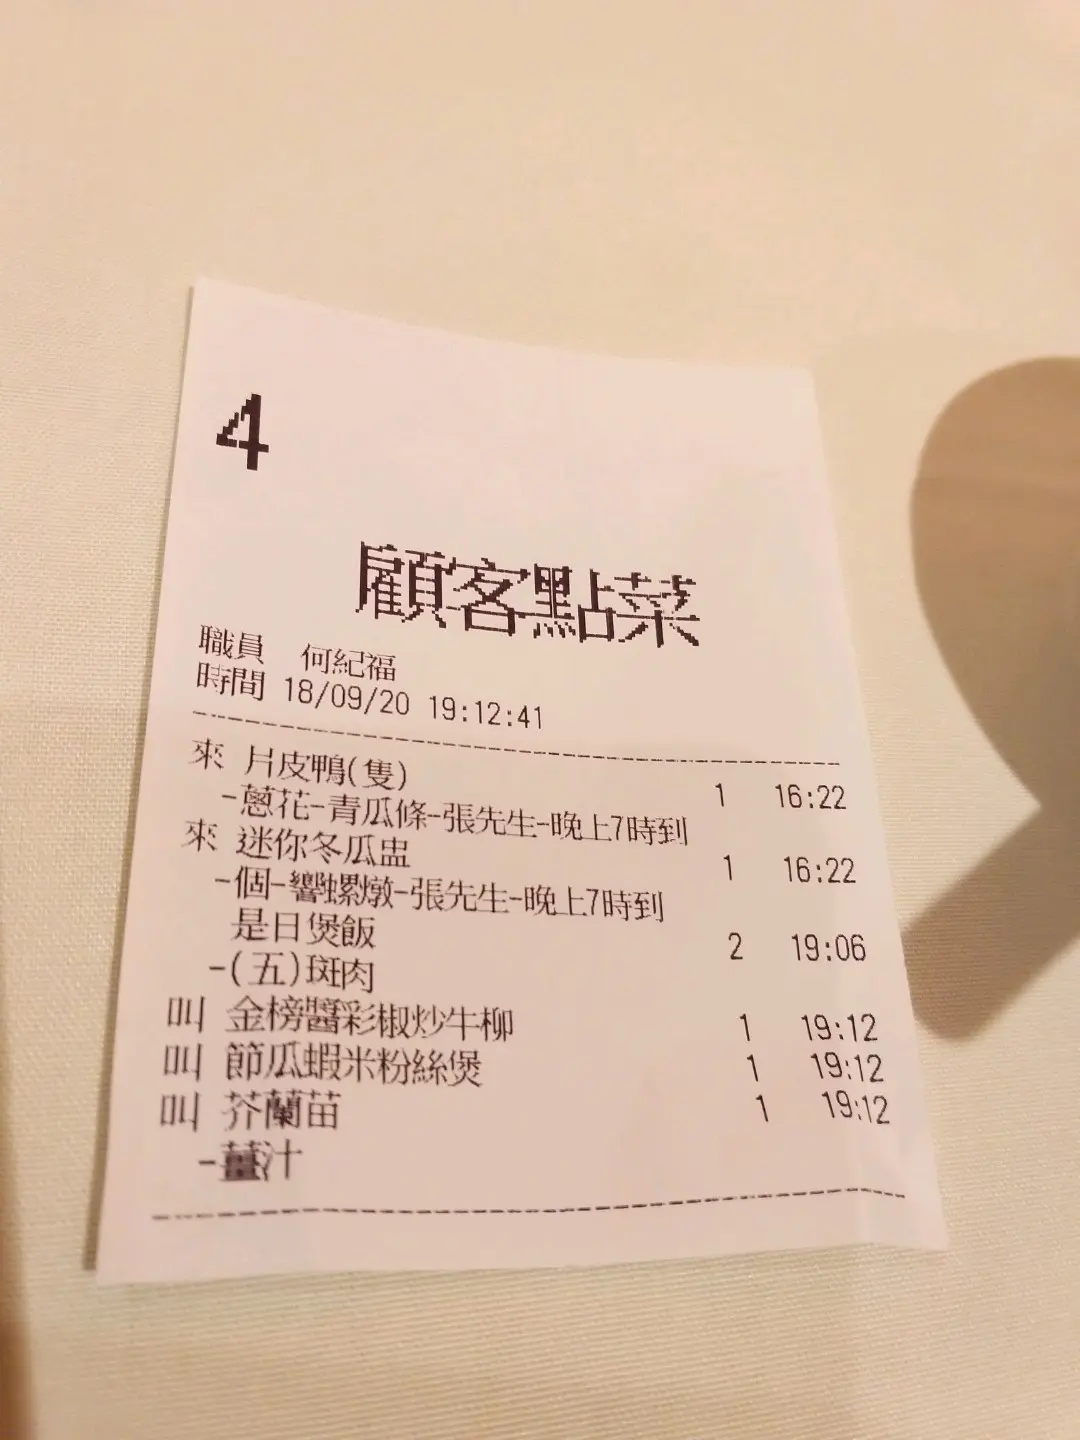 4
顧客點菜
職員 何紀福
時間 18/09/20 19:12:41
來 片皮鴨(隻) 1 16:22
-蔥花-青瓜條-張先生-晚上7時到
來 迷你冬瓜盅 1 16:22
-個-響螺燉-張先生-晚上7時到
是日煲飯 2 19:06
-(五)斑肉
叫 金榜醬彩椒炒牛柳 1 19:12
叫 節瓜蝦米粉絲煲 1 19:12
叫 芥蘭苗 1 19:12
-薑汁